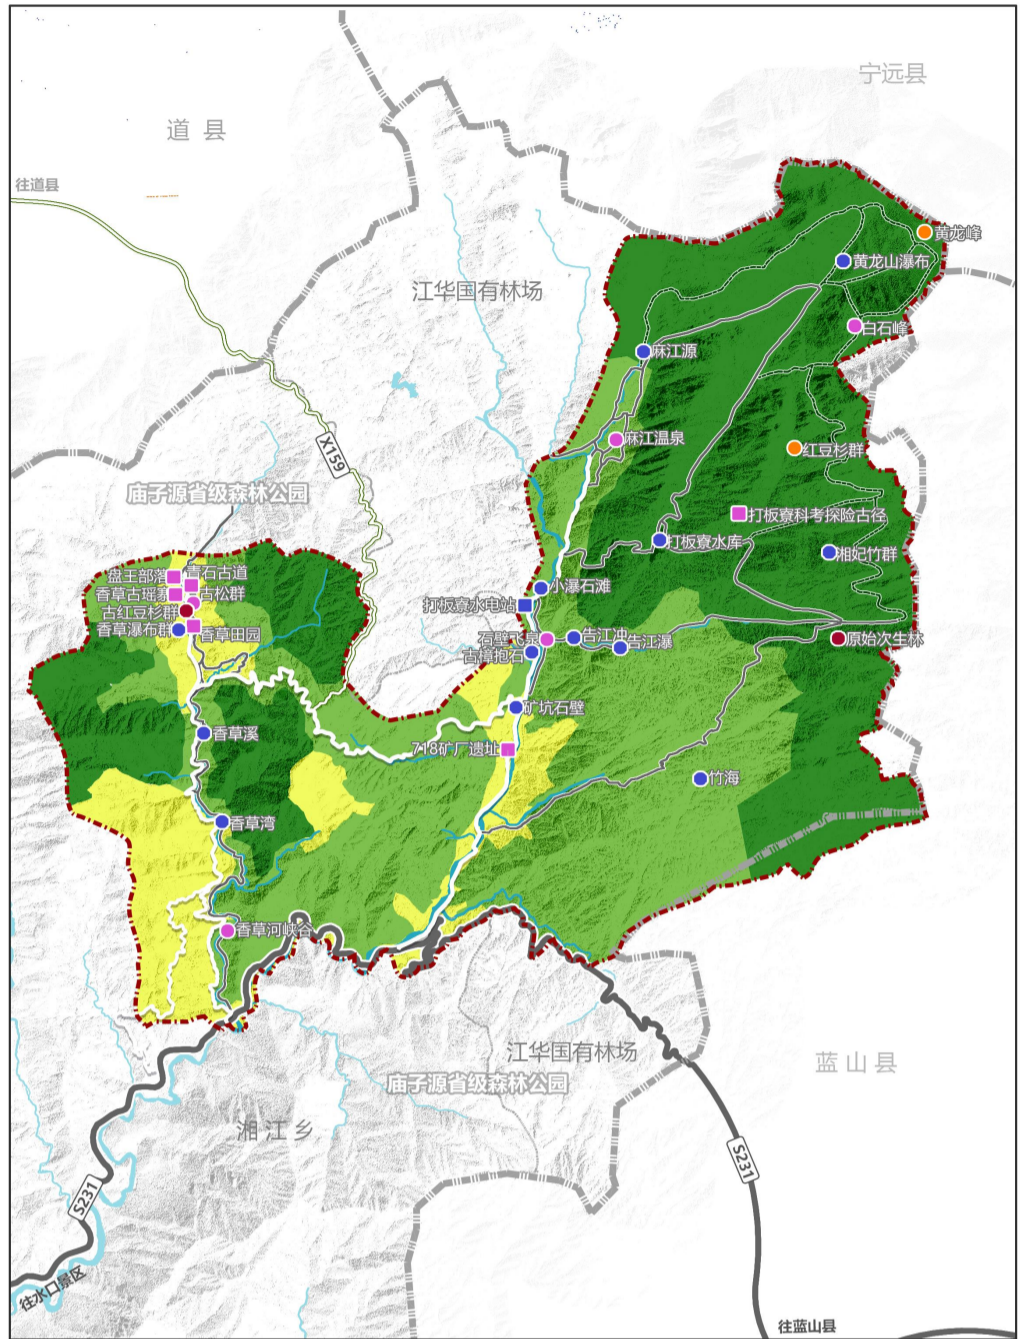 宁远县
道县
往道县
黄龙峰
黄龙山瀑布
江华国有林场
白石峰
麻江源
X159
麻江温泉
红豆杉群
庙子源省级森林公园
打板寮科考探险古径
打板寮水库
湘妃竹群
盘王部落
青石古道
小瀑石滩
香草古瑶寨
古松群
打板寮水电站
古红豆杉群
香草瀑布群
香草田园
石壁飞泉
告江冲
告江瀑
原始次生林
古樟抱石
矿坑石壁
香草溪
718矿厂遗址
竹海
香草湾
香草河峡谷
江华国有林场
蓝山县
庙子源省级森林公园
湘江乡
S231
S231
往水口景区
往蓝山县